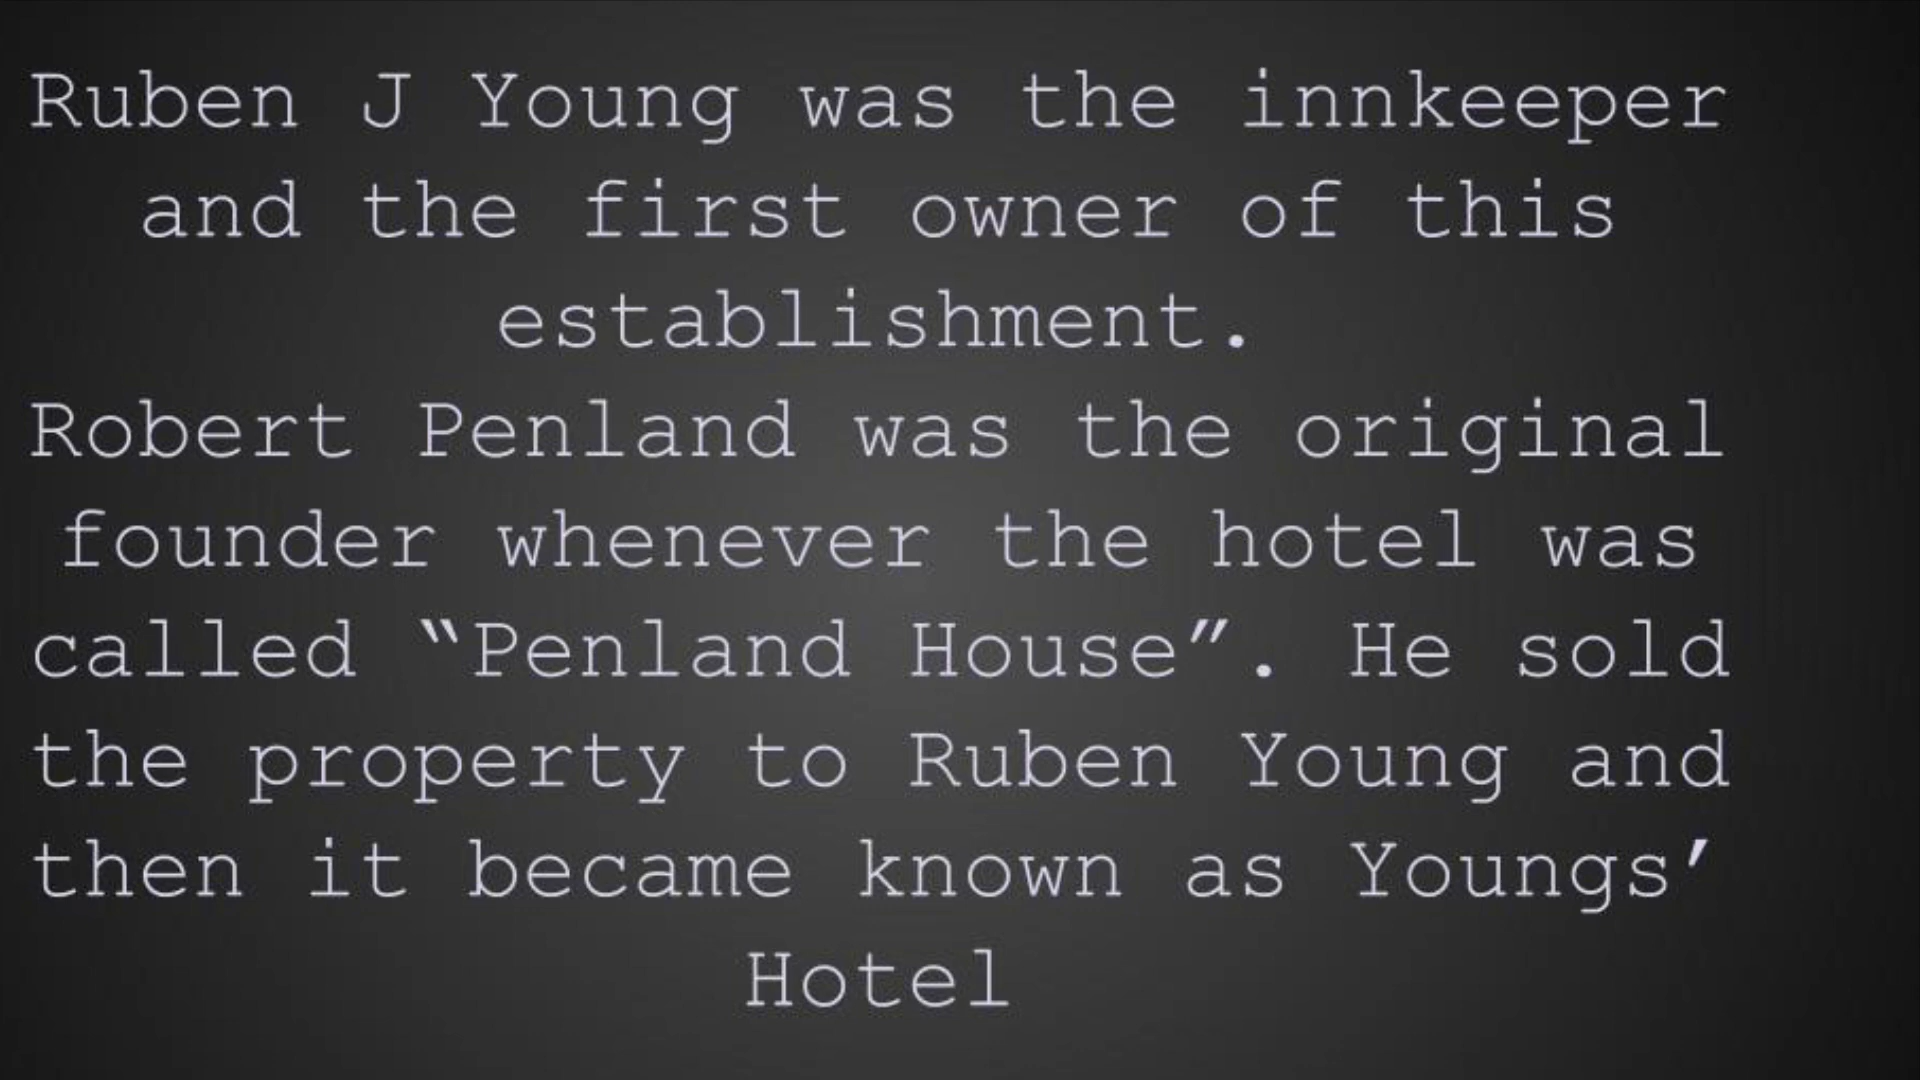 Ruben J Young was the innkeeper
and the first owner of this
establishment.
Robert Penland was the original
founder whenever the hotel was
called “Penland House”. He sold
the property to Ruben Young and
then it became known as Youngs’
Hotel